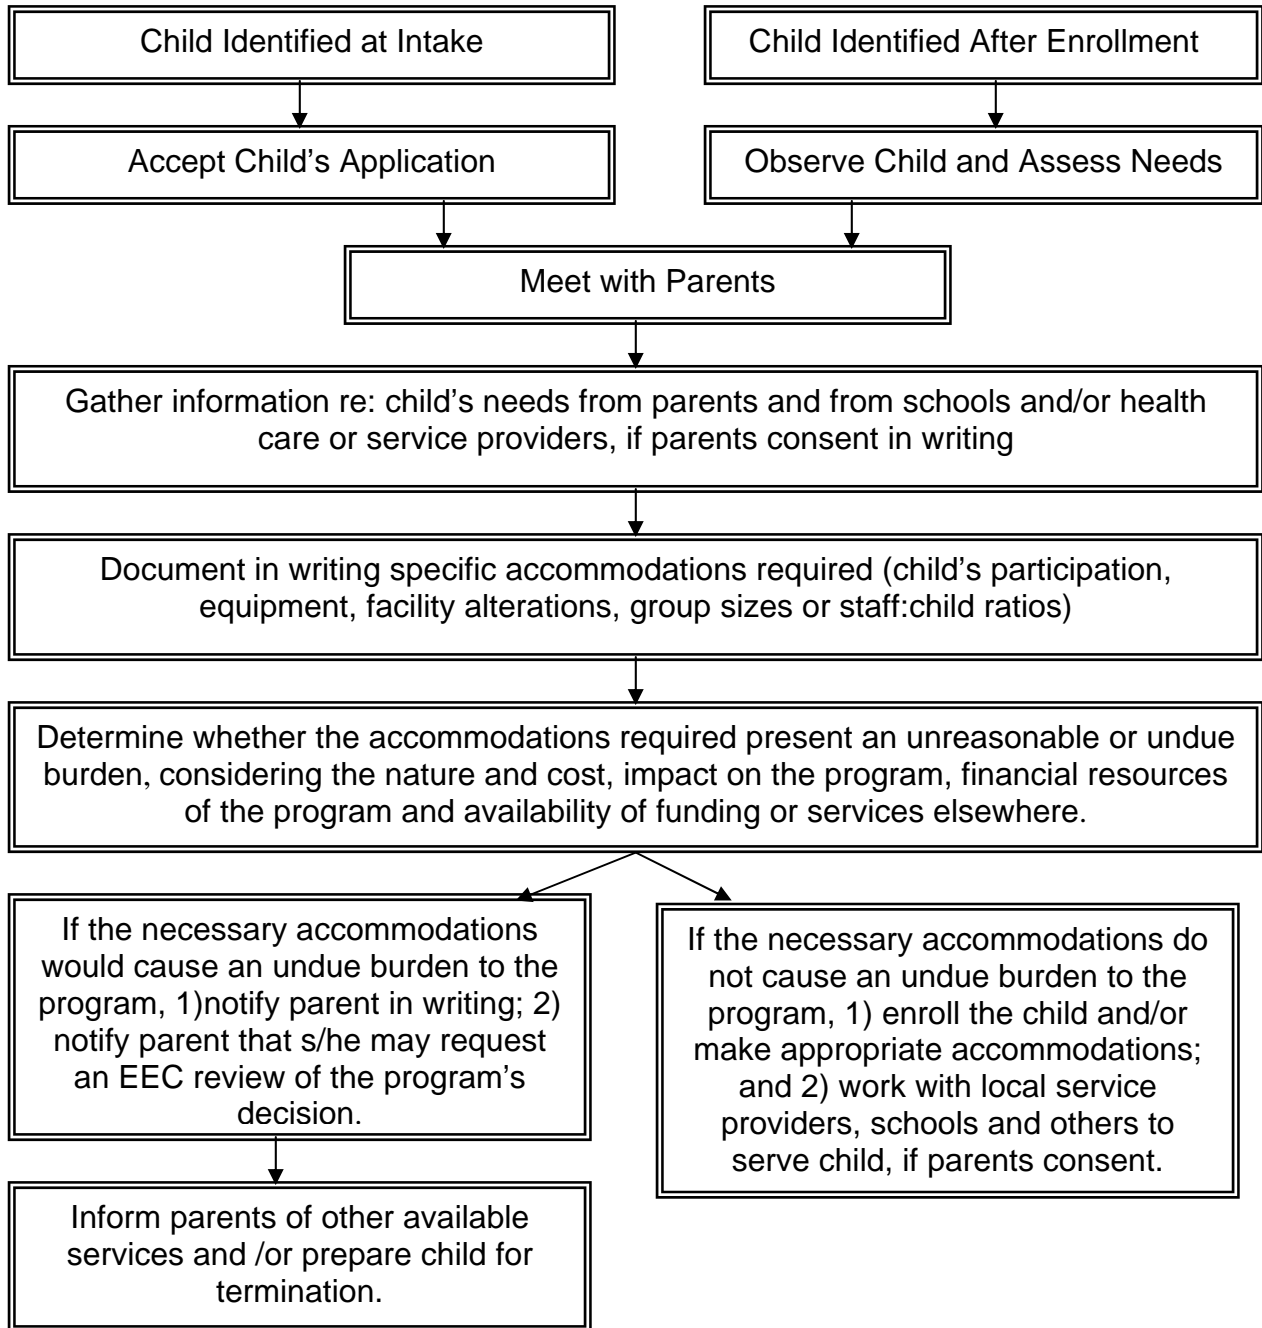 Child Identified at Intake
Child Identified After Enrollment
Accept Child's Application
Observe Child and Assess Needs
Meet with Parents
Gather information re: child's needs from parents and from schools and/or health
care or service providers, if parents consent in writing
Document in writing specific accommodations required (child's participation,
equipment, facility alterations, group sizes or staff:child ratios)
Determine whether the accommodations required present an unreasonable or undue
burden, considering the nature and cost, impact on the program, financial resources
of the program and availability of funding or services elsewhere.
If the necessary accommodations
would cause an undue burden to the
program, 1)notify parent in writing; 2)
notify parent that s/he may request
an EEC review of the program's
decision.
If the necessary accommodations do
not cause an undue burden to the
program, 1) enroll the child and/or
make appropriate accommodations;
and 2) work with local service
providers, schools and others to
serve child, if parents consent.
Inform parents of other available
services and /or prepare child for
termination.